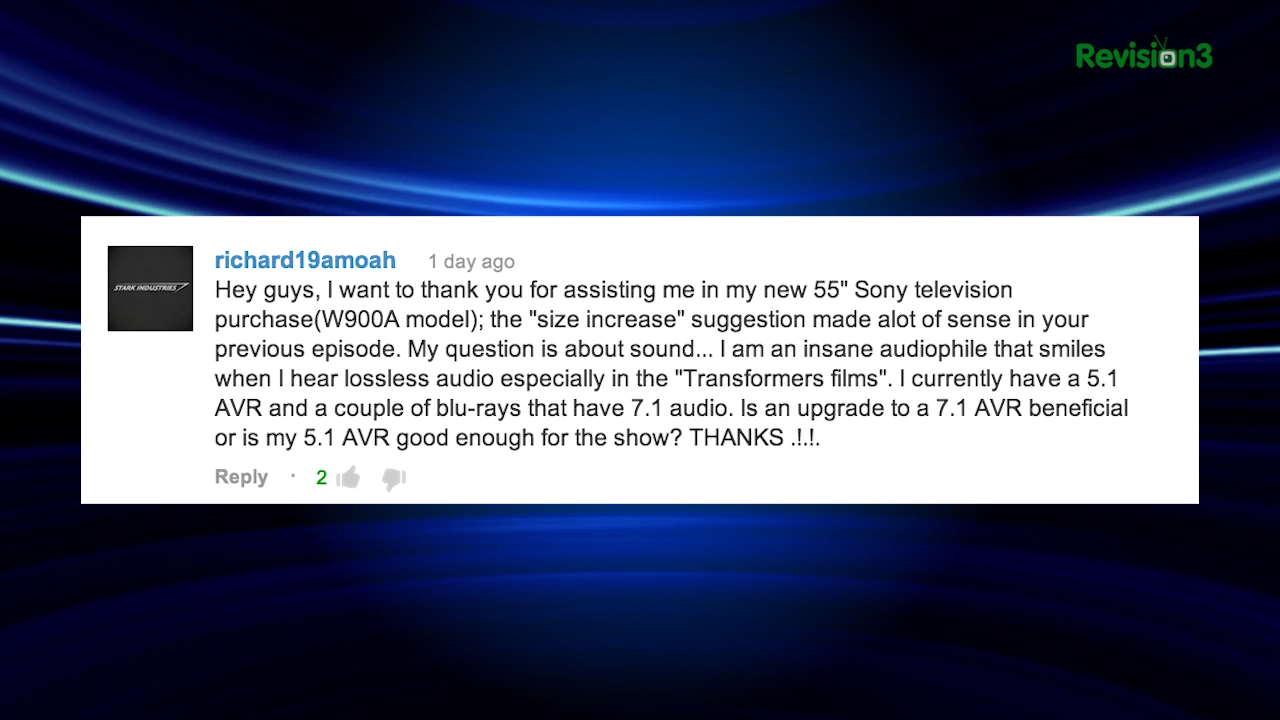 Revision3
richard19amoah 1 day ago
Hey guys, I want to thank you for assisting me in my new 55" Sony television
purchase(W900A model); the "size increase" suggestion made alot of sense in your
previous episode. My question is about sound... I am an insane audiophile that smiles
when I hear lossless audio especially in the "Transformers films". I currently have a 5.1
AVR and a couple of blu-rays that have 7.1 audio. Is an upgrade to a 7.1 AVR beneficial
or is my 5.1 AVR good enough for the show? THANKS .!.!.
STARK INDUSTRIES
Reply · 2